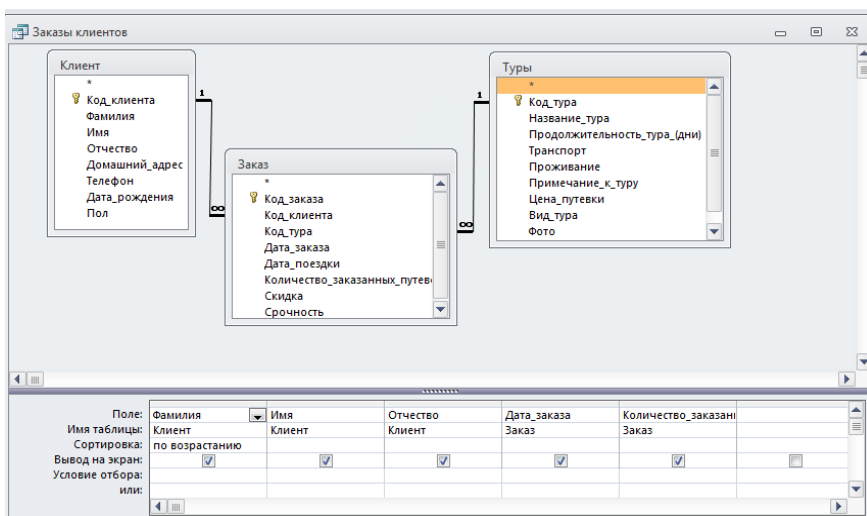 Заказы клиентов
Клиент
*
Код_клиента
Фамилия
Имя
Отчество
Домашний_адрес
Телефон
Дата_рождения
Пол
1
∞
Заказ
*
Код_заказа
Код_клиента
Код_тура
Дата_заказа
Дата_поездки
Количество_заказанных_путев
Скидка
Срочность
1
∞
Туры
*
Код_тура
Название_тура
Продолжительность_тура_(дни)
Транспорт
Проживание
Примечание_к_туру
Цена_путевки
Вид_тура
Фото
Поле: Фамилия Имя Отчество Дата_заказа Количество_заказанн
Имя таблицы: Клиент Клиент Клиент Заказ Заказ
Сортировка: по возрастанию
Вывод на экран:
Условие отбора:
или: